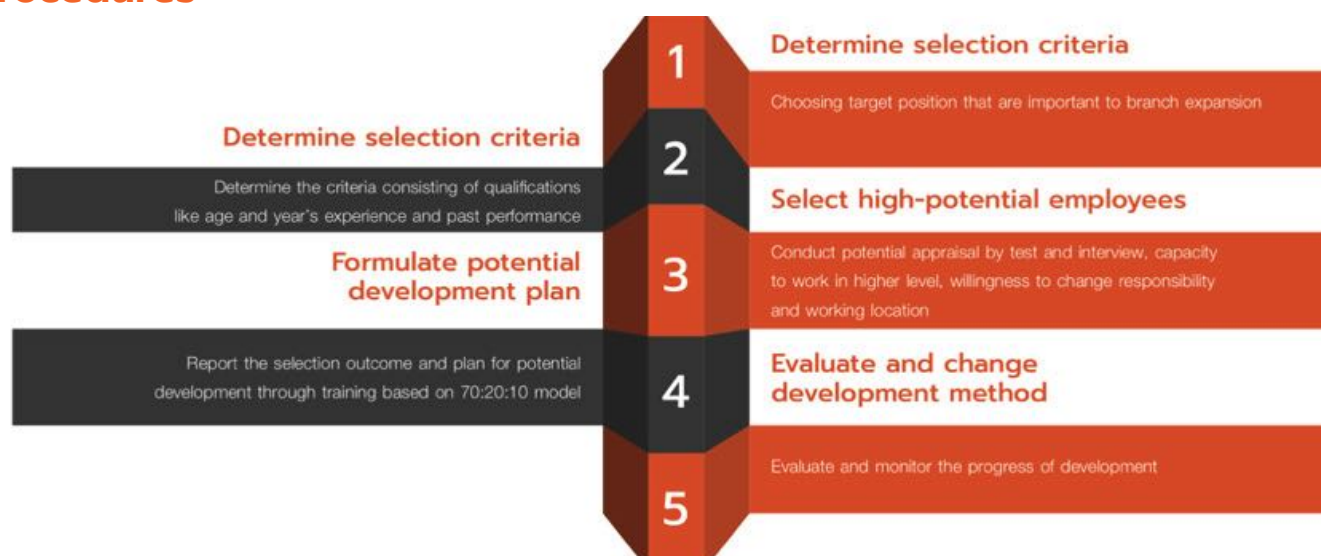 1
Determine selection criteria
Choosing target position that are important to branch expansion
2
Determine selection criteria
Determine the criteria consisting of qualifications
like age and year's experience and past performance
3
Select high-potential employees
Conduct potential appraisal by test and interview, capacity
to work in higher level, willingness to change responsibility
and working location
4
Formulate potential
development plan
Report the selection outcome and plan for potential
development through training based on 70:20:10 model
5
Evaluate and change
development method
Evaluate and monitor the progress of development